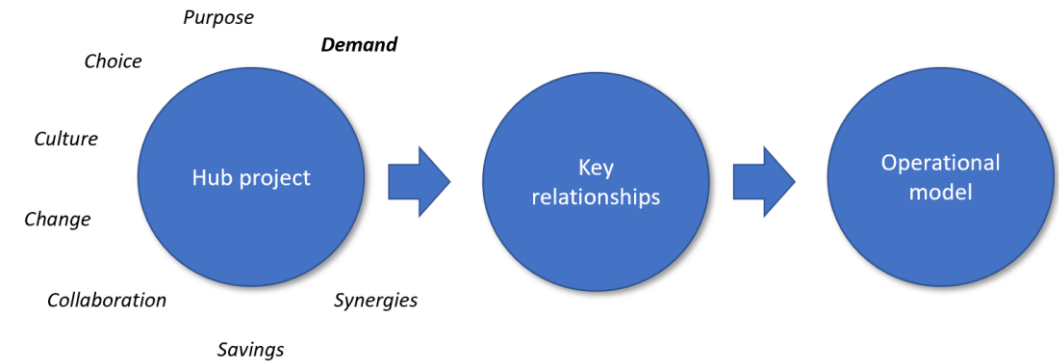 Purpose
Demand
Choice
Culture
Hub project
Key
relationships
Operational
model
Change
Collaboration
Synergies
Savings